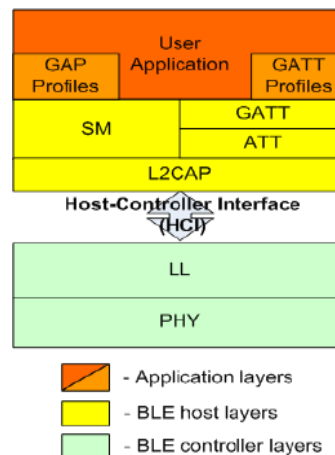 User
Application
GAP
Profiles
GATT
Profiles
SM
GATT
ATT
L2CAP
Host-Controller Interface
(HCI)
LL
PHY
- Application layers
- BLE host layers
- BLE controller layers